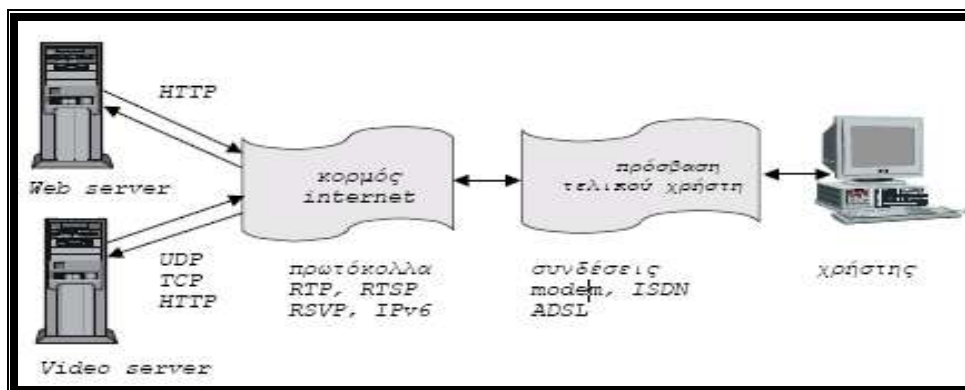 HTTP
Web server
κορμός
internet
πρόσβαση
τελικού χρήστη
UDP
TCP
HTTP
πρωτόκολλα
RTP, RTSP
RSVP, IPv6
συνδέσεις
modem, ISDN
ADSL
χρήστης
Video server